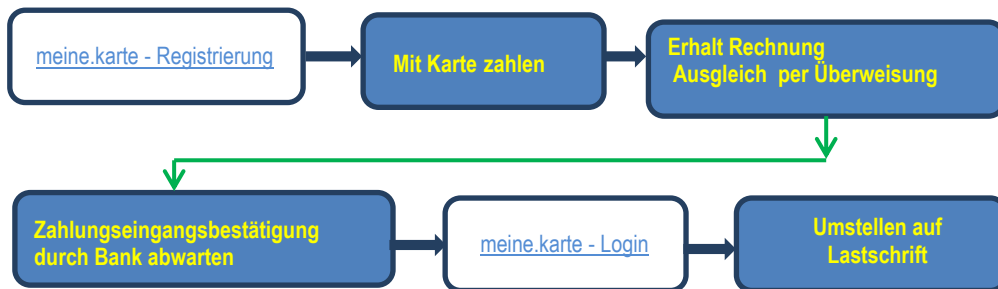 meine.karte - Registrierung
Mit Karte zahlen
Erhalt Rechnung
Ausgleich per Überweisung
Zahlungseingangsbestätigung
durch Bank abwarten
meine.karte - Login
Umstellen auf
Lastschrift